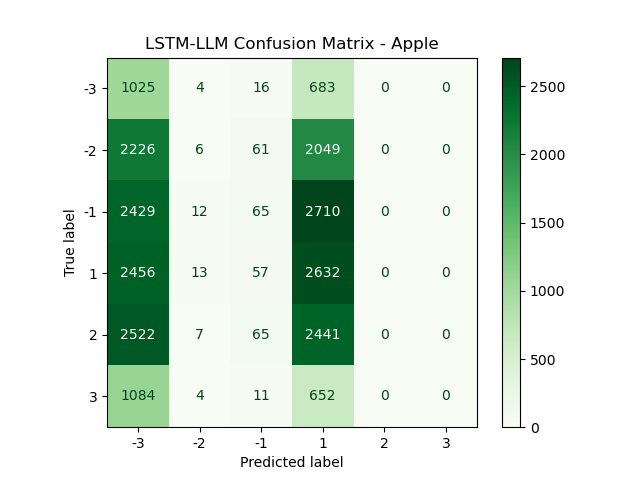 LSTM-LLM Confusion Matrix - Apple
-3 1025 4 16 683 0 0
-2 2226 6 61 2049 0 0
-1 2429 12 65 2710 0 0
1 2456 13 57 2632 0 0
2 2522 7 65 2441 0 0
3 1084 4 11 652 0 0
True label
-3 -2 -1 1 2 3
Predicted label
2500
2000
1500
1000
500
0